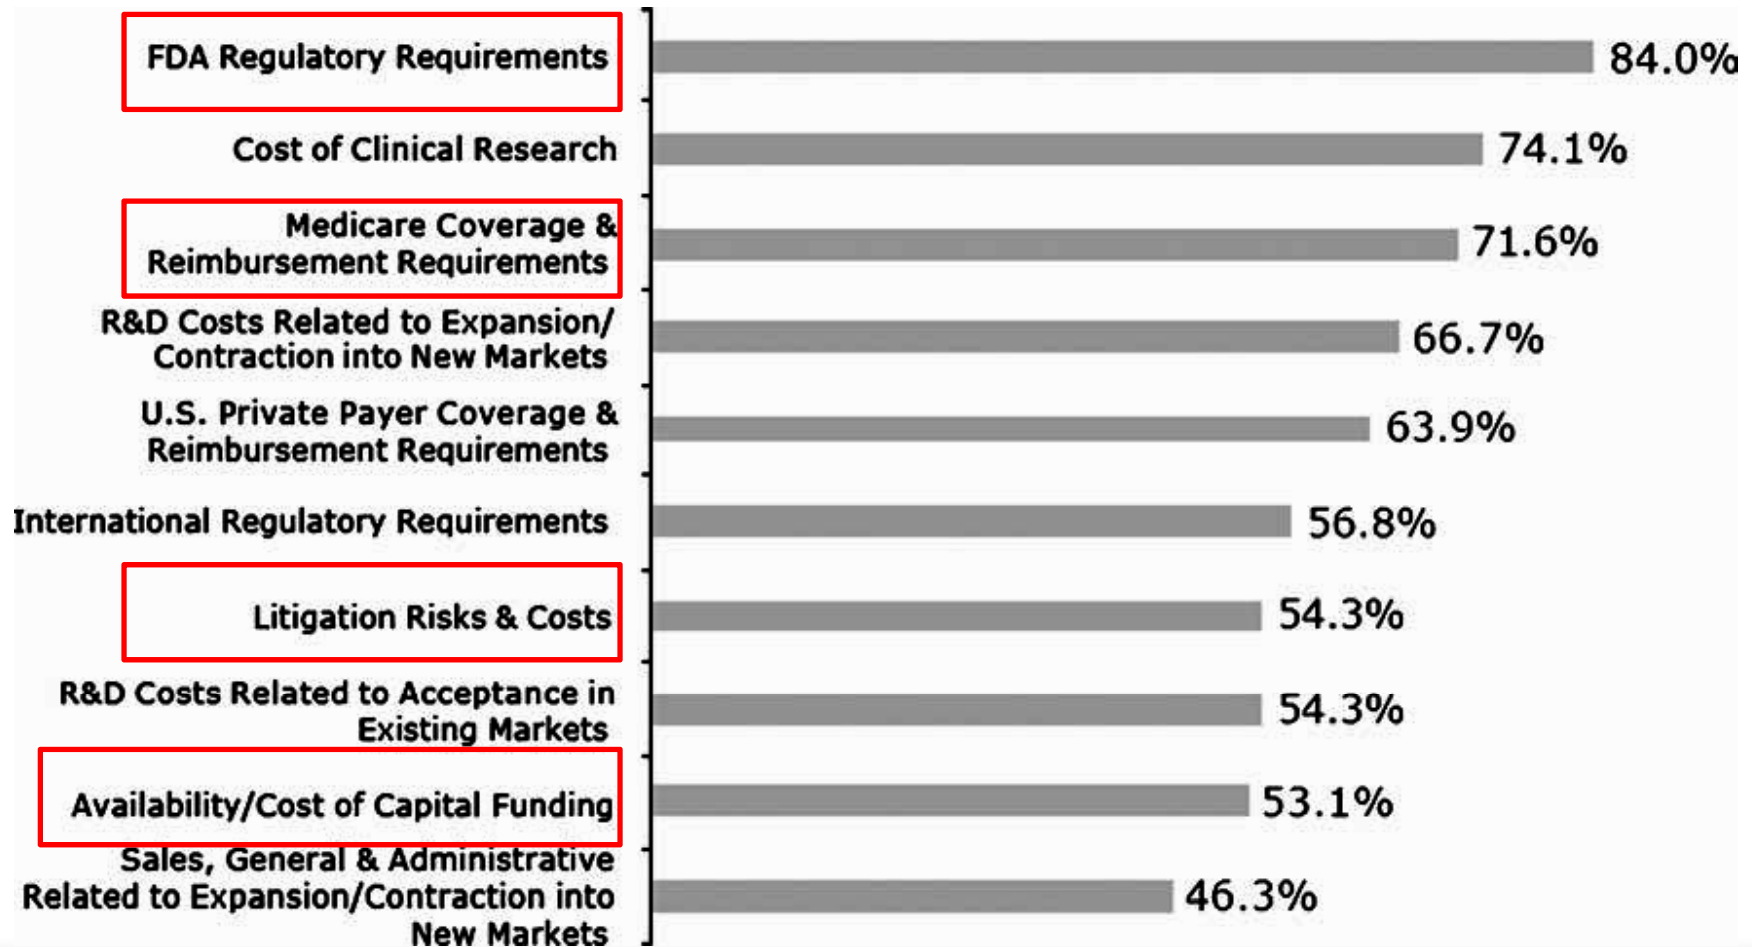 FDA Regulatory Requirements 84.0%
Cost of Clinical Research 74.1%
Medicare Coverage &
Reimbursement Requirements 71.6%
R&D Costs Related to Expansion/
Contraction into New Markets 66.7%
U.S. Private Payer Coverage &
Reimbursement Requirements 63.9%
International Regulatory Requirements 56.8%
Litigation Risks & Costs 54.3%
R&D Costs Related to Acceptance in
Existing Markets 54.3%
Availability/Cost of Capital Funding 53.1%
Sales, General & Administrative
Related to Expansion/Contraction into
New Markets 46.3%